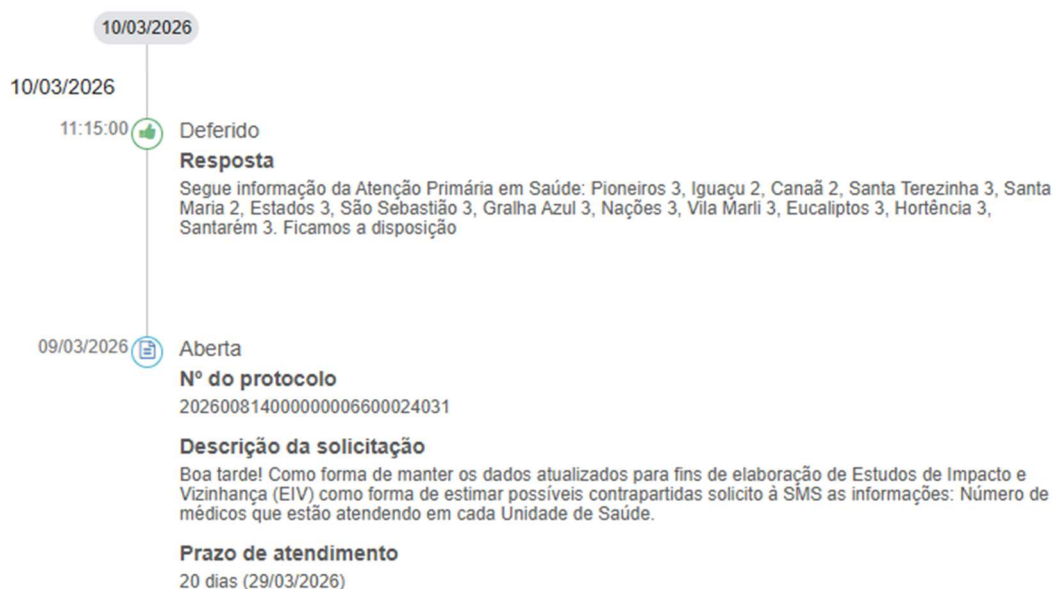 10/03/2026
10/03/2026
11:15:00 Deferido
Resposta
Segue informação da Atenção Primária em Saúde: Pioneiros 3, Iguaçu 2, Canaã 2, Santa Terezinha 3, Santa
Maria 2, Estados 3, São Sebastião 3, Gralha Azul 3, Nações 3, Vila Marli 3, Eucaliptos 3, Hortência 3,
Santarém 3. Ficamos a disposição
09/03/2026 Aberta
Nº do protocolo
202600814000000006600024031
Descrição da solicitação
Boa tarde! Como forma de manter os dados atualizados para fins de elaboração de Estudos de Impacto e
Vizinhança (EIV) como forma de estimar possíveis contrapartidas solicito à SMS as informações: Número de
médicos que estão atendendo em cada Unidade de Saúde.
Prazo de atendimento
20 dias (29/03/2026)